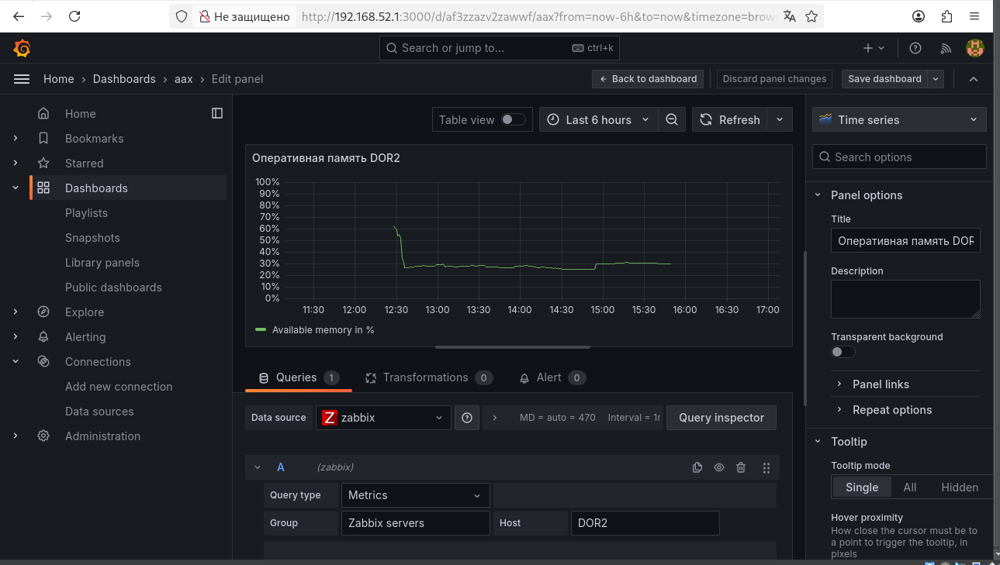 Не защищено http://192.168.52.1:3000/d/af3zzazv2zawwf/aax?from=now-6h&to=now&timezone=brow
Search or jump to... ctrl+k
Home › Dashboards › aax › Edit panel
Back to dashboard
Discard panel changes
Save dashboard
Home
Bookmarks
Starred
Dashboards
Playlists
Snapshots
Library panels
Public dashboards
Explore
Alerting
Connections
Add new connection
Data sources
Administration
Table view
Last 6 hours
Refresh
Оперативная память DOR2
100%
90%
80%
70%
60%
50%
40%
30%
20%
10%
0%
11:30 12:00 12:30 13:00 13:30 14:00 14:30 15:00 15:30 16:00 16:30 17:00
Available memory in %
Queries 1
Transformations 0
Alert 0
Data source
zabbix
MD = auto = 470 Interval = 1
Query inspector
A (zabbix)
Query type Metrics
Group Zabbix servers Host DOR2
Time series
Search options
Panel options
Title
Оперативная память DOR
Description
Transparent background
Panel links
Repeat options
Tooltip
Tooltip mode
Single All Hidden
Hover proximity
How close the cursor must be to
a point to trigger the tooltip, in
pixels